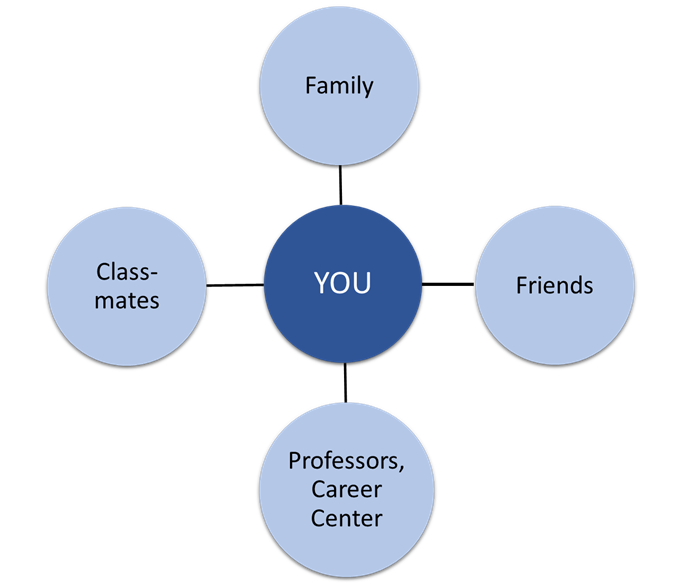 Family
Class-
mates
YOU
Friends
Professors,
Career
Center